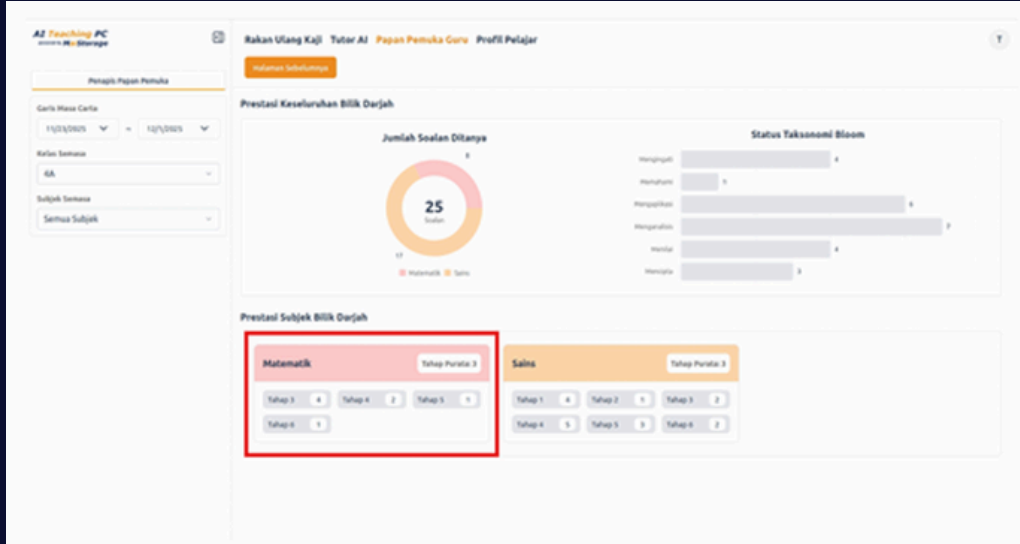 AI Teaching PC
Rakan Ulang Kaji Tutor AI Papan Pemuka Guru Profil Pelajar
T
Halaman Sebelumnya
Penapis Papan Pemuka
Garis Masa Carta
11/23/2025 ~ 12/1/2025
Kelas Semasa
4A
Subjek Semasa
Semua Subjek
Prestasi Keseluruhan Bilik Darjah
Jumlah Soalan Ditanya
8
25
Soalan
17
Matematik Sains
Status Taksonomi Bloom
Mengingati 4
Memahami 1
Mengaplikasi 6
Menganalisis 7
Menilai 4
Mencipta 3
Prestasi Subjek Bilik Darjah
Matematik Tahap Purata: 3
Tahap 3 4 Tahap 4 2 Tahap 5 1
Tahap 6 1
Sains Tahap Purata: 3
Tahap 1 4 Tahap 2 1 Tahap 3 2
Tahap 4 5 Tahap 5 3 Tahap 6 2